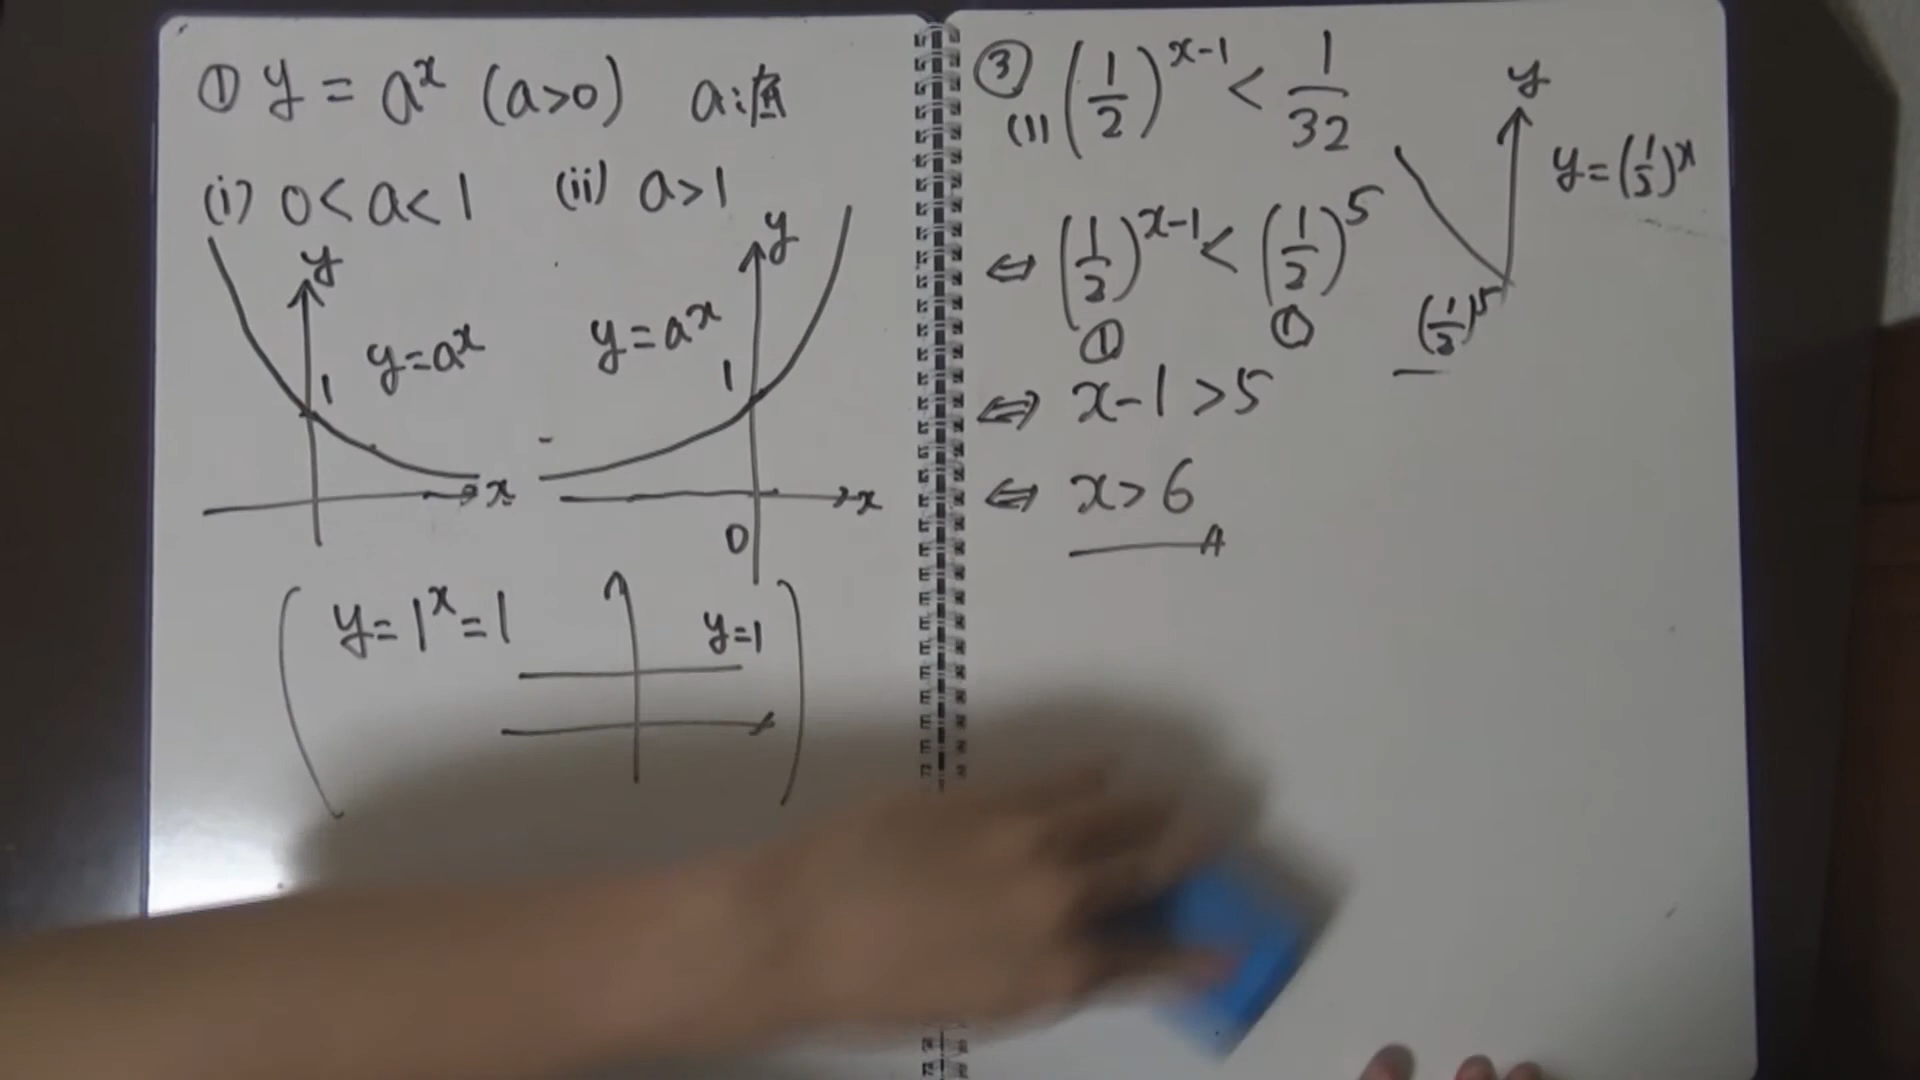 ① y = a^x (a>0) a:底
(i) 0<a<1 (ii) a>1
y
y=a^x
1
x
y
y=a^x
1
x
0
(y=1^x=1 y=1)
③ (1) (1/2)^{x-1} < 1/32
⇔ (1/2)^{x-1} < (1/2)^5
① ①
⇔ x-1>5
⇔ x>6
y
y=(1/2)^x
(1/2)^5